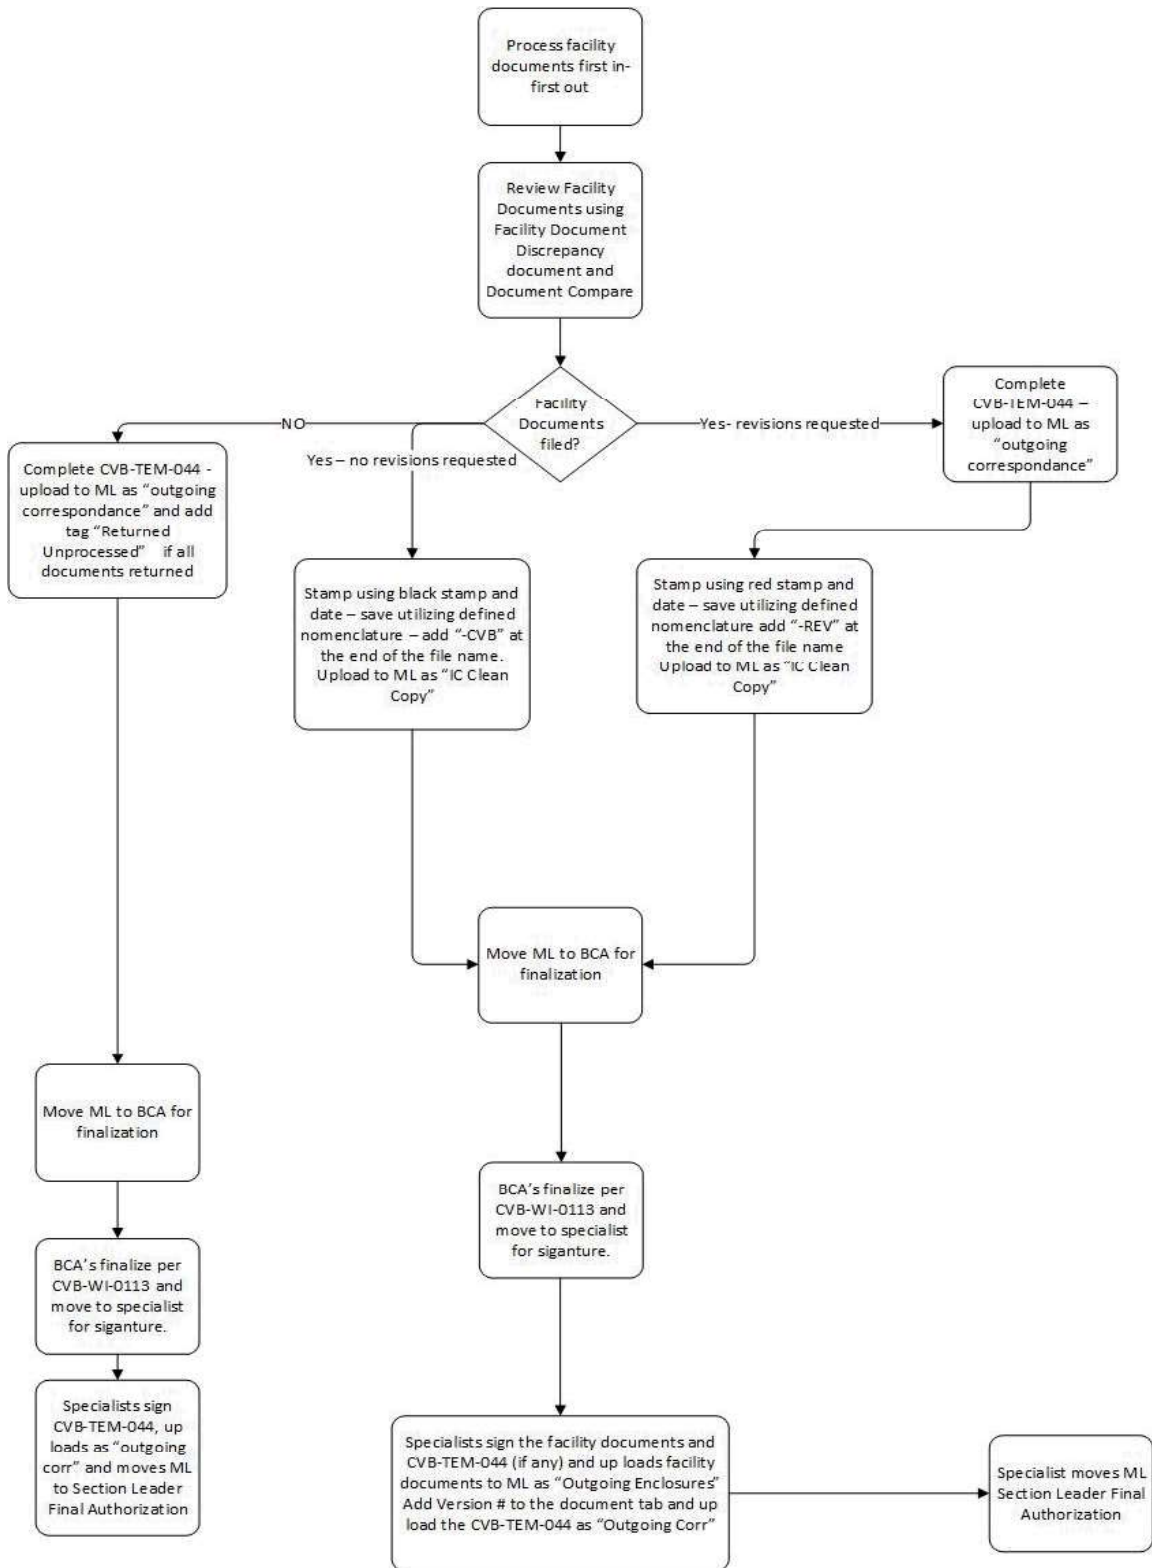 Process facility
documents first in-
first out
Review Facility
Documents using
Facility Document
Discrepancy
document and
Document Compare
Facility
Documents
filed?
NO
Yes – no revisions requested
Yes- revisions requested
Complete
CVB-TEM-044 –
upload to ML as
“outgoing
correspondance”
Complete CVB-TEM-044 -
upload to ML as “outgoing
correspondance” and add
tag “Returned
Unprocessed” if all
documents returned
Stamp using black stamp and
date – save utilizing defined
nomenclature – add “-CVB” at
the end of the file name.
Upload to ML as “IC Clean
Copy”
Stamp using red stamp and
date – save utilizing defined
nomenclature add “-REV” at
the end of the file name
Upload to ML as “IC Clean
Copy”
Move ML to BCA for
finalization
Move ML to BCA for
finalization
BCA’s finalize per
CVB-WI-0113 and
move to specialist
for siganture.
BCA’s finalize per
CVB-WI-0113 and
move to specialist
for siganture.
Specialists sign
CVB-TEM-044, up
loads as “outgoing
corr” and moves ML
to Section Leader
Final Authorization
Specialists sign the facility documents and
CVB-TEM-044 (if any) and up loads facility
documents to ML as “Outgoing Enclosures”
Add Version # to the document tab and up
load the CVB-TEM-044 as “Outgoing Corr”
Specialist moves ML
Section Leader Final
Authorization